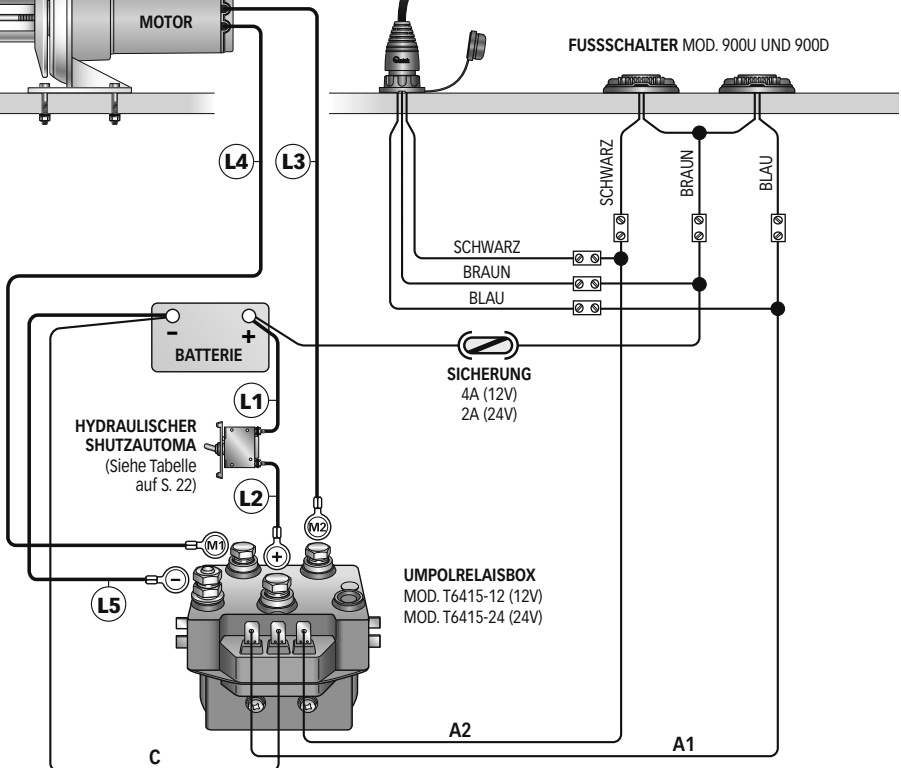 MOTOR
FUSSSCHALTER MOD. 900U UND 900D
L4
L3
SCHWARZ
BRAUN
BLAU
SCHWARZ
BRAUN
BLAU
- +
BATTERIE
SICHERUNG
4A (12V)
2A (24V)
L1
HYDRAULISCHER
SHUTZAUTOMA
(Siehe Tabelle
auf S. 22)
L2
M2
M1
+
-
L5
UMPOLRELAISBOX
MOD. T6415-12 (12V)
MOD. T6415-24 (24V)
A2
A1
C